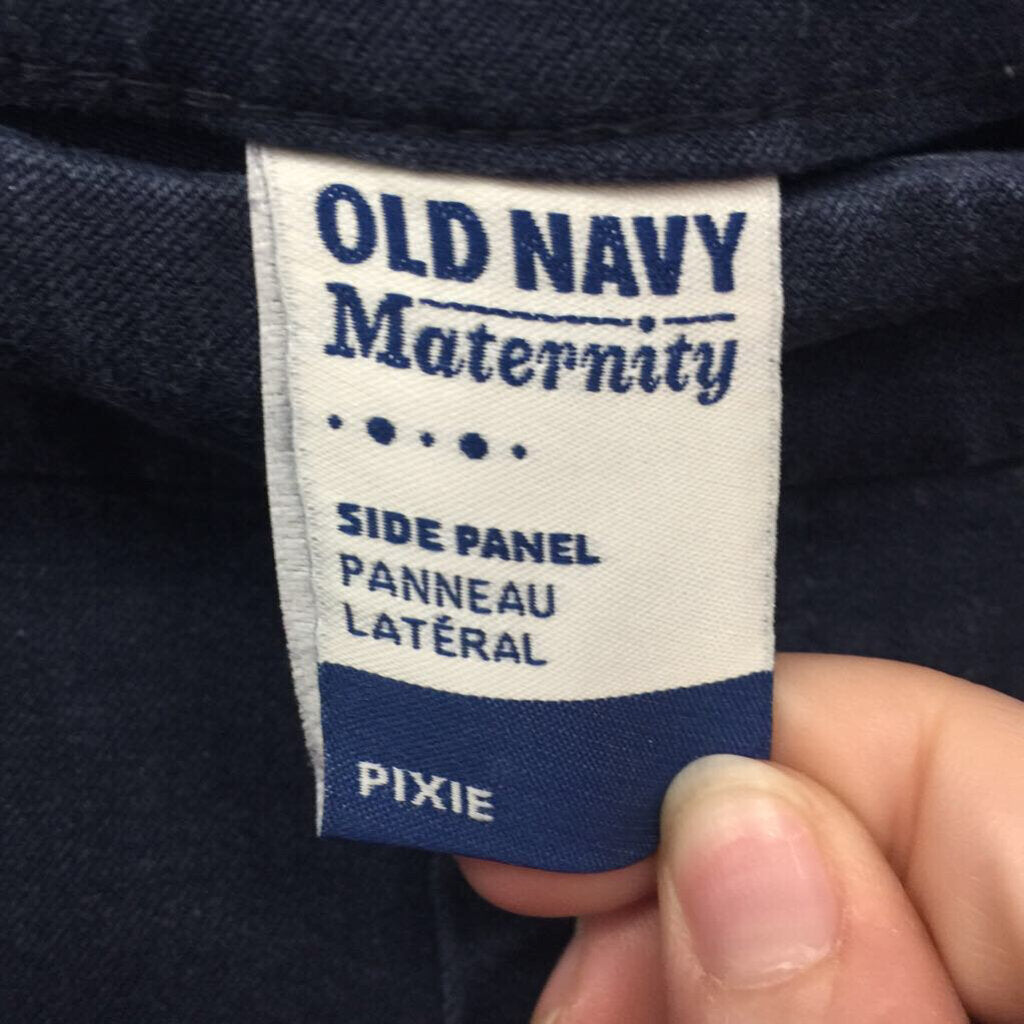 OLD NAVY
Maternity
SIDE PANEL
PANNEAU
LATÉRAL
PIXIE